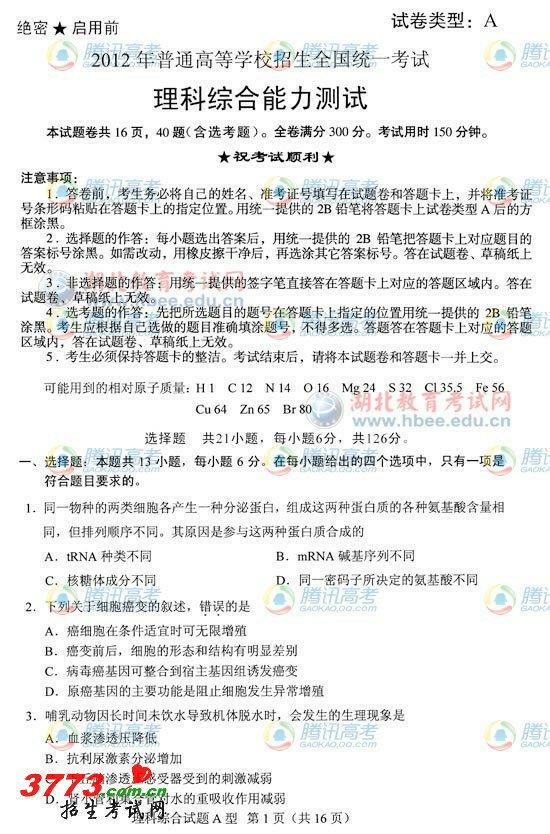 绝密★启用前
试卷类型：A
2012年普通高等学校招生全国统一考试
理科综合能力测试
本试题卷共16页，40题（含选考题）。全卷满分300分。考试用时150分钟。
★祝考试顺利★
注意事项：
1．答卷前，考生务必将自己的姓名、准考证号填写在试题卷和答题卡上，并将准考证
号条形码粘贴在答题卡上的指定位置。用统一提供的2B铅笔将答题卡上试卷类型A后的方
框涂黑。
2．选择题的作答：每小题选出答案后，用统一提供的2B铅笔把答题卡上对应题目的
答案标号涂黑。如需改动，用橡皮擦干净后，再选涂其它答案标号。答在试题卷、草稿纸上
无效。
3．非选择题的作答：用统一提供的签字笔直接答在答题卡上对应的答题区域内。答在
试题卷、草稿纸上无效。
4．选考题的作答：先把所选题目的题号在答题卡上指定的位置用统一提供的2B铅笔
涂黑。考生应根据自己选做的题目准确填涂题号，不得多选。答题答在答题卡上对应的答题
区域内，答在试题卷、草稿纸上无效。
5．考生必须保持答题卡的整洁。考试结束后，请将本试题卷和答题卡一并上交。
可能用到的相对原子质量：H 1 C 12 N 14 O 16 Mg 24 S 32 Cl 35.5 Fe 56
Cu 64 Zn 65 Br 80
湖北教育考试网
www.hbee.edu.cn
选择题 共21小题，每小题6分，共126分。
一、选择题：本题共13小题，每小题6分。在每小题给出的四个选项中，只有一项是
符合题目要求的。
1．同一物种的两类细胞各产生一种分泌蛋白，组成这两种蛋白质的各种氨基酸含量相
同，但排列顺序不同。其原因是参与这两种蛋白质合成的
A．tRNA种类不同 B．mRNA碱基序列不同
C．核糖体成分不同 D．同一密码子所决定的氨基酸不同
2．下列关于细胞癌变的叙述，错误的是
A．癌细胞在条件适宜时可无限增殖
B．癌变前后，细胞的形态和结构有明显差别
C．病毒癌基因可整合到宿主基因组诱发癌变
D．原癌基因的主要功能是阻止细胞发生异常增殖
3．哺乳动物因长时间未饮水导致机体脱水时，会发生的生理现象是
A．血浆渗透压降低
B．抗利尿激素分泌增加
C．下丘脑渗透压感受器受到的刺激减弱
D．肾小管和集合管对水的重吸收作用减弱
3773.com.cn
招生考试网
理科综合试题A型 第1页（共16页）
腾讯高考
GAOKAO.QQ.COM